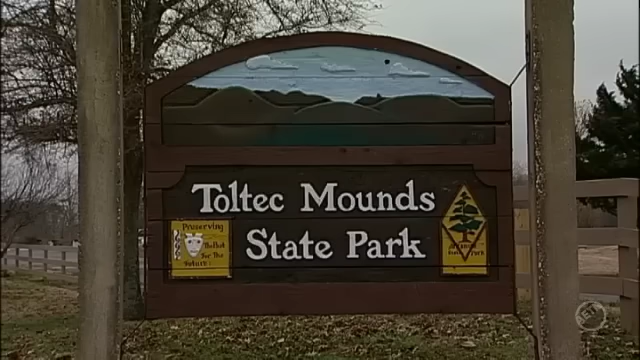 Toltec Mounds
State Park
Preserving
the Past
for the
Future